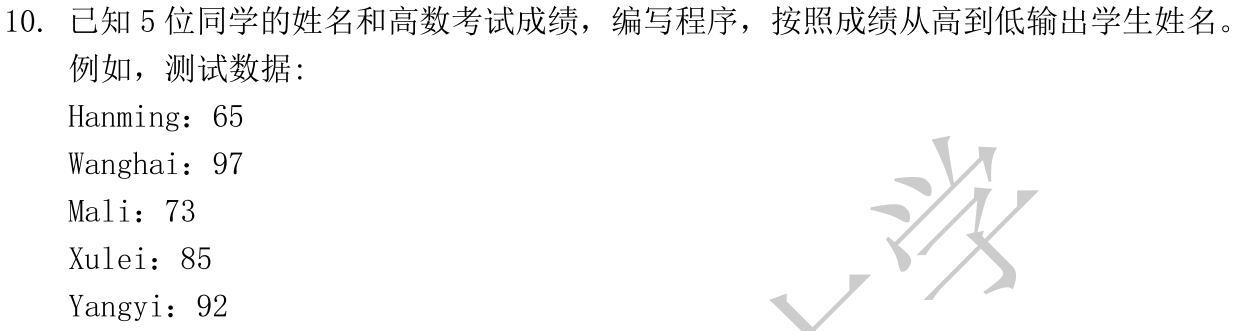 10. 已知 5 位同学的姓名和高数考试成绩，编写程序，按照成绩从高到低输出学生姓名。
例如，测试数据：
Hanming：65
Wanghai：97
Mali：73
Xulei：85
Yangyi：92
学